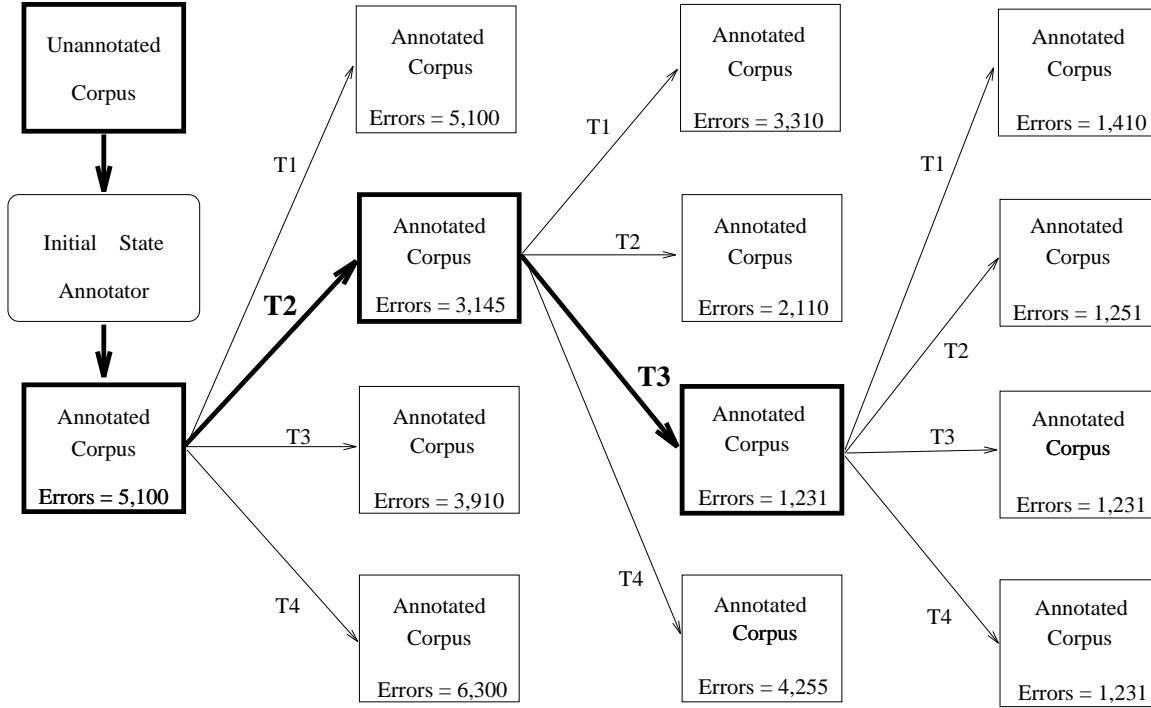 Unannotated
Corpus
Initial State
Annotator
Annotated
Corpus
Errors = 5,100
T1
T2
T3
T4
Annotated
Corpus
Errors = 5,100
Annotated
Corpus
Errors = 3,145
Annotated
Corpus
Errors = 3,910
Annotated
Corpus
Errors = 6,300
T1
T2
T3
T4
Annotated
Corpus
Errors = 3,310
Annotated
Corpus
Errors = 2,110
Annotated
Corpus
Errors = 1,231
Annotated
Corpus
Errors = 4,255
T1
T2
T3
T4
Annotated
Corpus
Errors = 1,410
Annotated
Corpus
Errors = 1,251
Annotated
Corpus
Errors = 1,231
Annotated
Corpus
Errors = 1,231